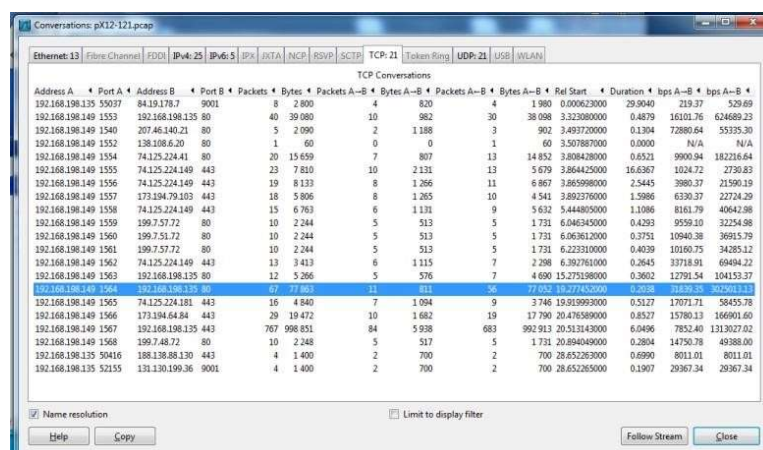 Conversations: pX12-121.pcap
Ethernet: 13 Fibre Channel FDDI IPv4: 25 IPv6: 5 IPX JXTA NCP RSVP SCTP TCP: 21 Token Ring UDP: 21 USB WLAN
TCP Conversations
Address A Port A Address B Port B Packets Bytes Packets A→B Bytes A→B Packets A←B Bytes A←B Rel Start Duration bps A→B bps A←B
192.168.198.135 55037 84.19.178.7 9001 8 2 800 4 820 4 1 980 0.000623000 29.9040 219.37 529.69
192.168.198.149 1553 192.168.198.135 80 40 39 080 10 982 30 38 098 3.323080000 0.4879 16101.76 624689.23
192.168.198.149 1540 207.46.140.21 80 5 2 090 2 1 188 3 902 3.493720000 0.1304 72880.64 55335.30
192.168.198.149 1552 138.108.6.20 80 1 60 0 0 1 60 3.507887000 0.0000 N/A N/A
192.168.198.149 1554 74.125.224.41 80 20 15 659 7 807 13 14 852 3.808428000 0.6521 9900.94 182216.64
192.168.198.149 1555 74.125.224.149 443 23 7 810 10 2 131 13 5 679 3.864425000 16.6367 1024.72 2730.83
192.168.198.149 1556 74.125.224.149 443 19 8 133 8 1 266 11 6 867 3.865998000 2.5445 3980.37 21590.19
192.168.198.149 1557 173.194.79.103 443 18 5 806 8 1 265 10 4 541 3.892376000 1.5986 6330.37 22724.29
192.168.198.149 1558 74.125.224.149 443 15 6 763 6 1 131 9 5 632 5.444805000 1.1086 8161.79 40642.98
192.168.198.149 1559 199.7.57.72 80 10 2 244 5 513 5 1 731 6.046345000 0.4293 9559.10 32254.98
192.168.198.149 1560 199.7.51.72 80 10 2 244 5 513 5 1 731 6.063612000 0.3751 10940.38 36915.79
192.168.198.149 1561 199.7.57.72 80 10 2 244 5 513 5 1 731 6.223310000 0.4039 10160.75 34285.12
192.168.198.149 1562 74.125.224.149 443 13 3 413 6 1 115 7 2 298 6.392761000 0.2645 33718.91 69494.22
192.168.198.149 1563 192.168.198.135 80 12 5 266 5 576 7 4 690 15.275198000 0.3602 12791.54 104153.37
192.168.198.149 1564 192.168.198.135 80 67 77 863 11 811 56 77 052 19.277452000 0.2038 31839.35 3025013.13
192.168.198.149 1565 74.125.224.181 443 16 4 840 7 1 094 9 3 746 19.919993000 0.5127 17071.71 58455.78
192.168.198.149 1566 173.194.64.84 443 29 19 472 10 1 682 19 17 790 20.476589000 0.8527 15780.13 166901.60
192.168.198.149 1567 192.168.198.135 443 767 998 851 84 5 938 683 992 913 20.513143000 6.0496 7852.40 1313027.02
192.168.198.149 1568 199.7.48.72 80 10 2 248 5 517 5 1 731 20.894049000 0.2804 14750.78 49388.00
192.168.198.135 50416 188.138.88.130 443 4 1 400 2 700 2 700 28.652263000 0.6990 8011.01 8011.01
192.168.198.135 52155 131.130.199.36 9001 4 1 400 2 700 2 700 28.652265000 0.1907 29367.34 29367.34
Name resolution Limit to display filter
Help Copy Follow Stream Close